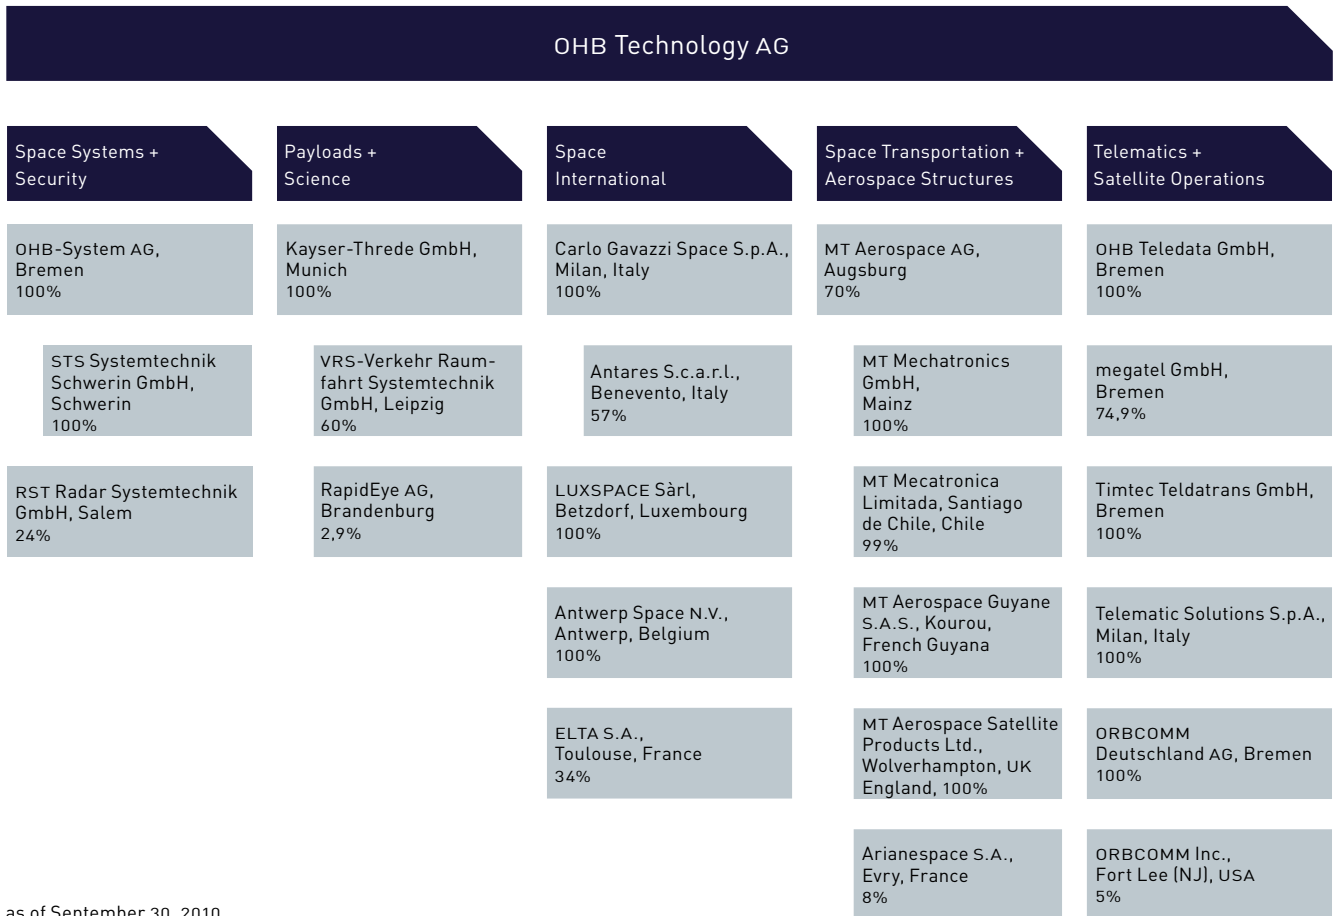 OHB Technology AG
Space Systems +
Security
OHB-System AG,
Bremen
100%
STS Systemtechnik
Schwerin GmbH,
Schwerin
100%
RST Radar Systemtechnik
GmbH, Salem
24%
Payloads +
Science
Kayser-Threde GmbH,
Munich
100%
VRS-Verkehr Raum-
fahrt Systemtechnik
GmbH, Leipzig
60%
RapidEye AG,
Brandenburg
2,9%
Space
International
Carlo Gavazzi Space S.p.A.,
Milan, Italy
100%
Antares S.c.a.r.l.,
Benevento, Italy
57%
LUXSPACE Sàrl,
Betzdorf, Luxembourg
100%
Antwerp Space N.V.,
Antwerp, Belgium
100%
ELTA S.A.,
Toulouse, France
34%
Space Transportation +
Aerospace Structures
MT Aerospace AG,
Augsburg
70%
MT Mechatronics
GmbH,
Mainz
100%
MT Mecatronica
Limitada, Santiago
de Chile, Chile
99%
MT Aerospace Guyane
S.A.S., Kourou,
French Guyana
100%
MT Aerospace Satellite
Products Ltd.,
Wolverhampton, UK
England, 100%
Arianespace S.A.,
Evry, France
8%
Telematics +
Satellite Operations
OHB Teledata GmbH,
Bremen
100%
megatel GmbH,
Bremen
74,9%
Timtec Teldatrans GmbH,
Bremen
100%
Telematic Solutions S.p.A.,
Milan, Italy
100%
ORBCOMM
Deutschland AG, Bremen
100%
ORBCOMM Inc.,
Fort Lee (NJ), USA
5%
as of September 30, 2010